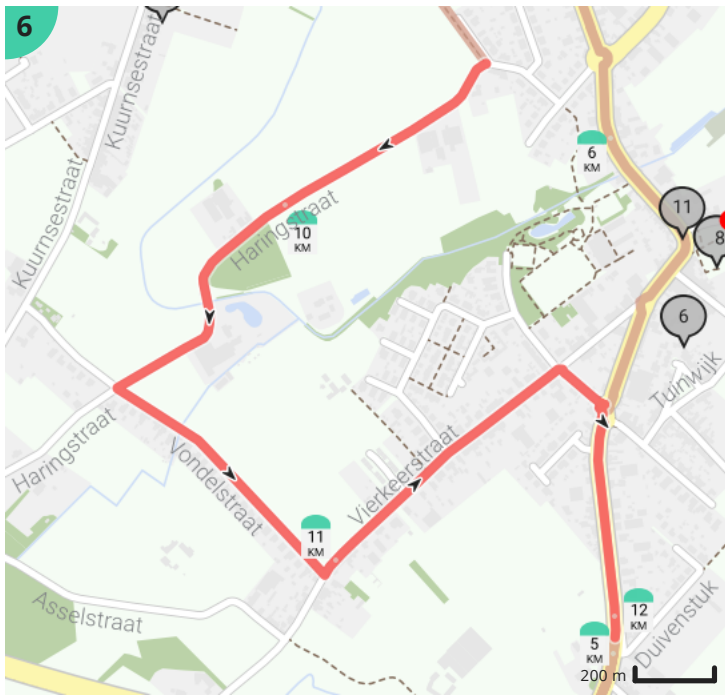 6
Kuurnsestraat
Kuurnsestraat
6
KM
11
8
10
KM
Haringstraat
6
Tuinwijk
Haringstraat
Vondelstraat
Vierkeerstraat
11
KM
Asselstraat
12
KM
5
KM
Duivenstuk
200 m